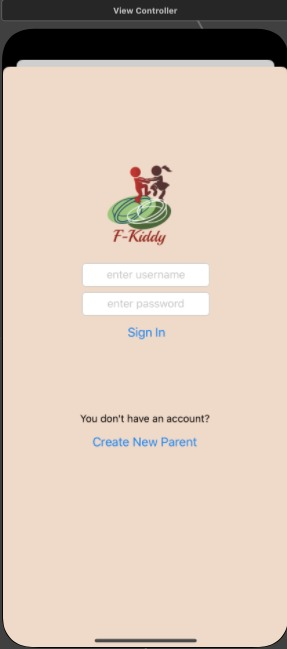 View Controller
F-Kiddy
enter username
enter password
Sign In
You don't have an account?
Create New Parent